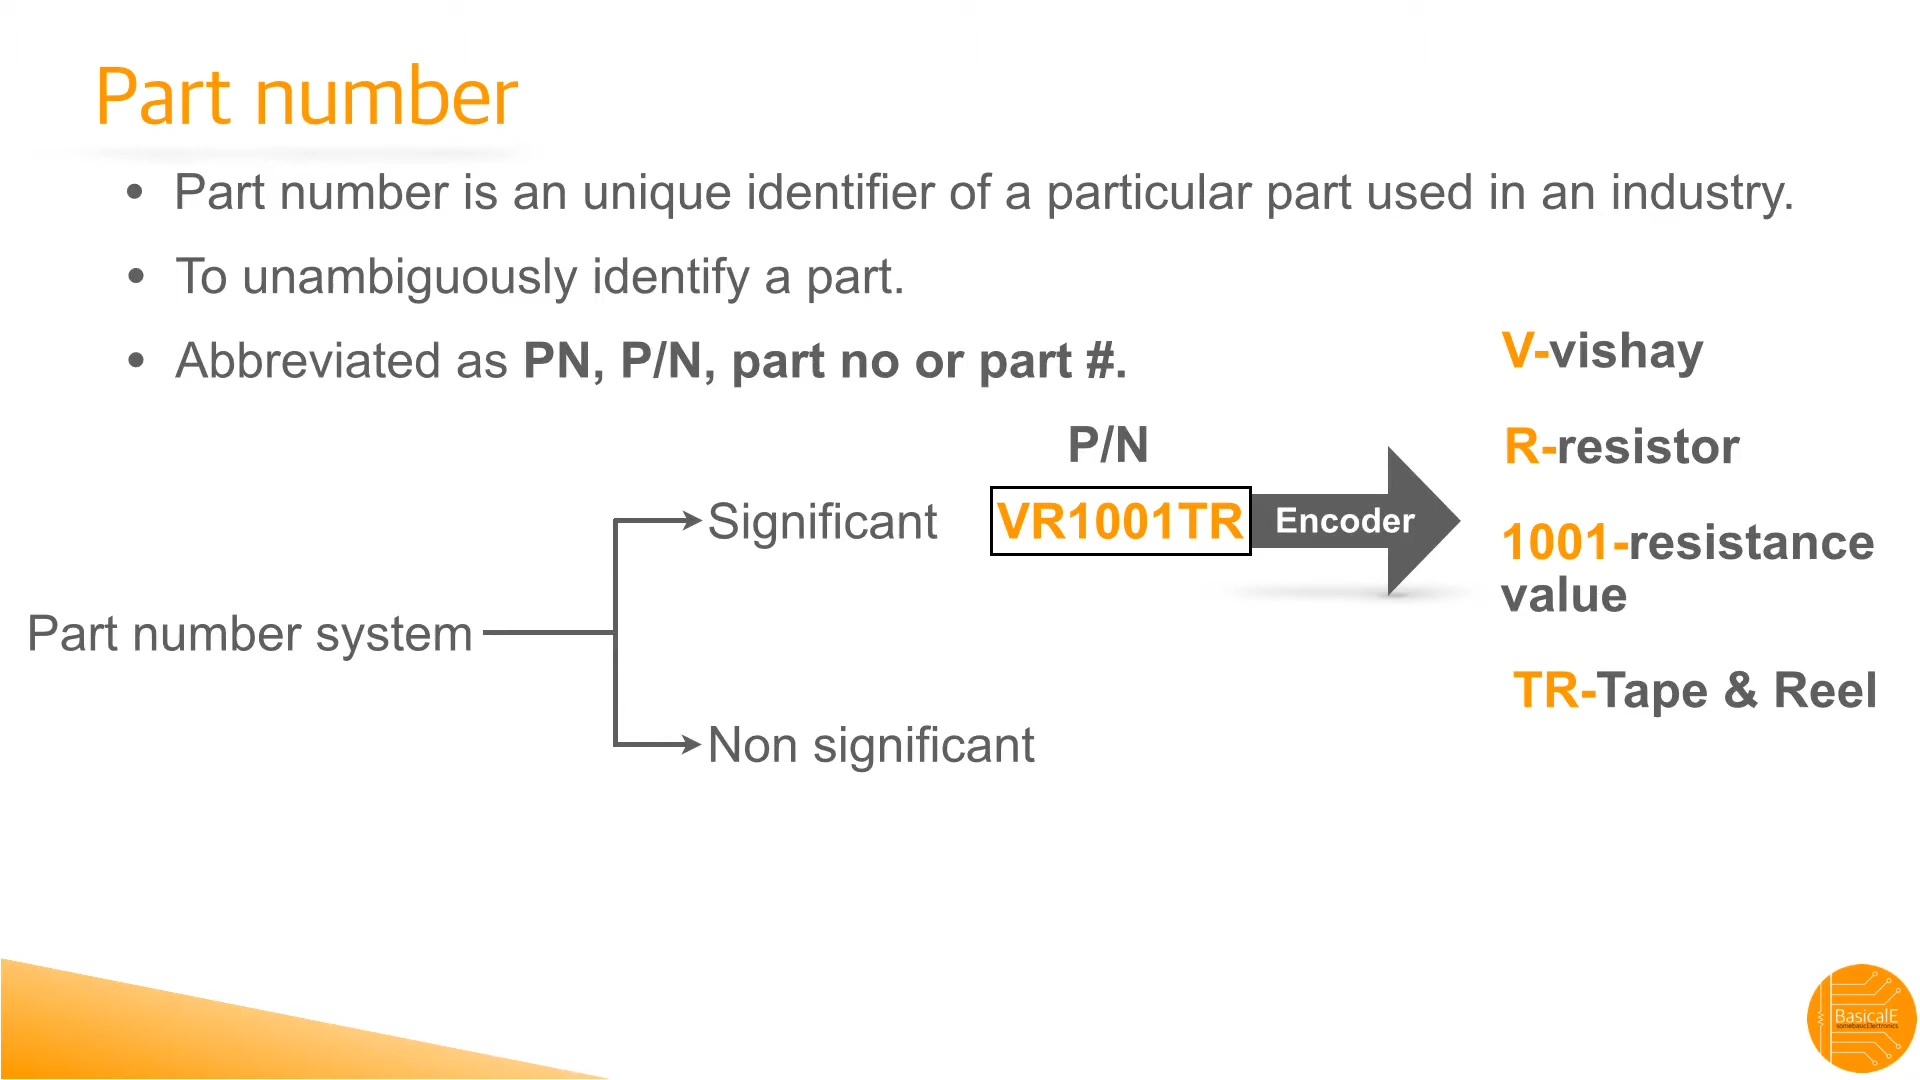 Part number
• Part number is an unique identifier of a particular part used in an industry.
• To unambiguously identify a part.
• Abbreviated as PN, P/N, part no or part #.
P/N
Part number system
Significant
VR1001TR
Encoder
Non significant
V-vishay
R-resistor
1001-resistance
value
TR-Tape & Reel
BasicalE
somebasicElectronics